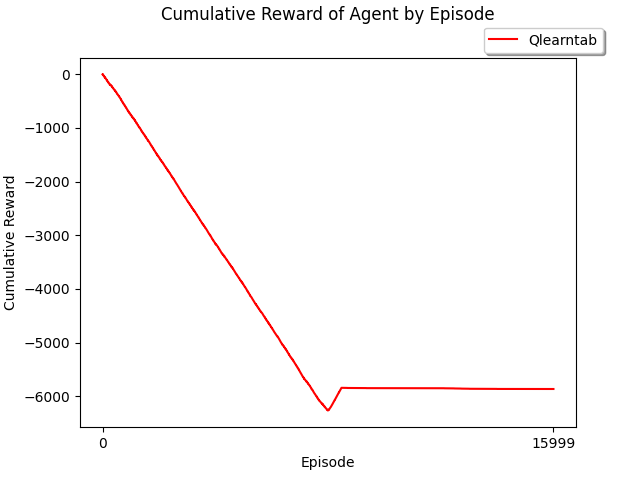 Cumulative Reward of Agent by Episode
Qlearntab
0
−1000
−2000
−3000
−4000
−5000
−6000
Cumulative Reward
0
15999
Episode